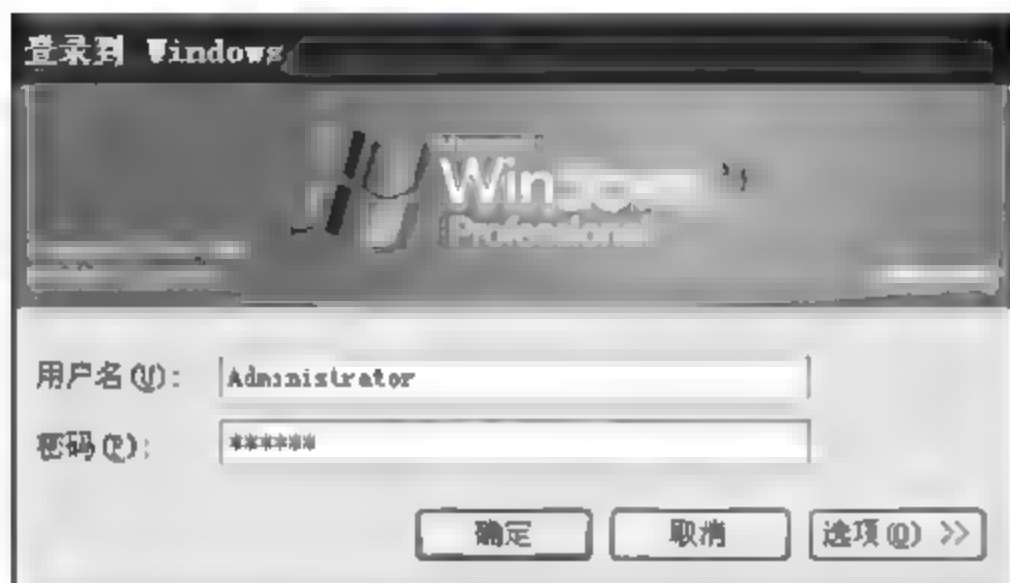 登录到 Windows
Win
Professional
用户名(U):
Administrator
密码(P):
******
确定
取消
选项(O) >>